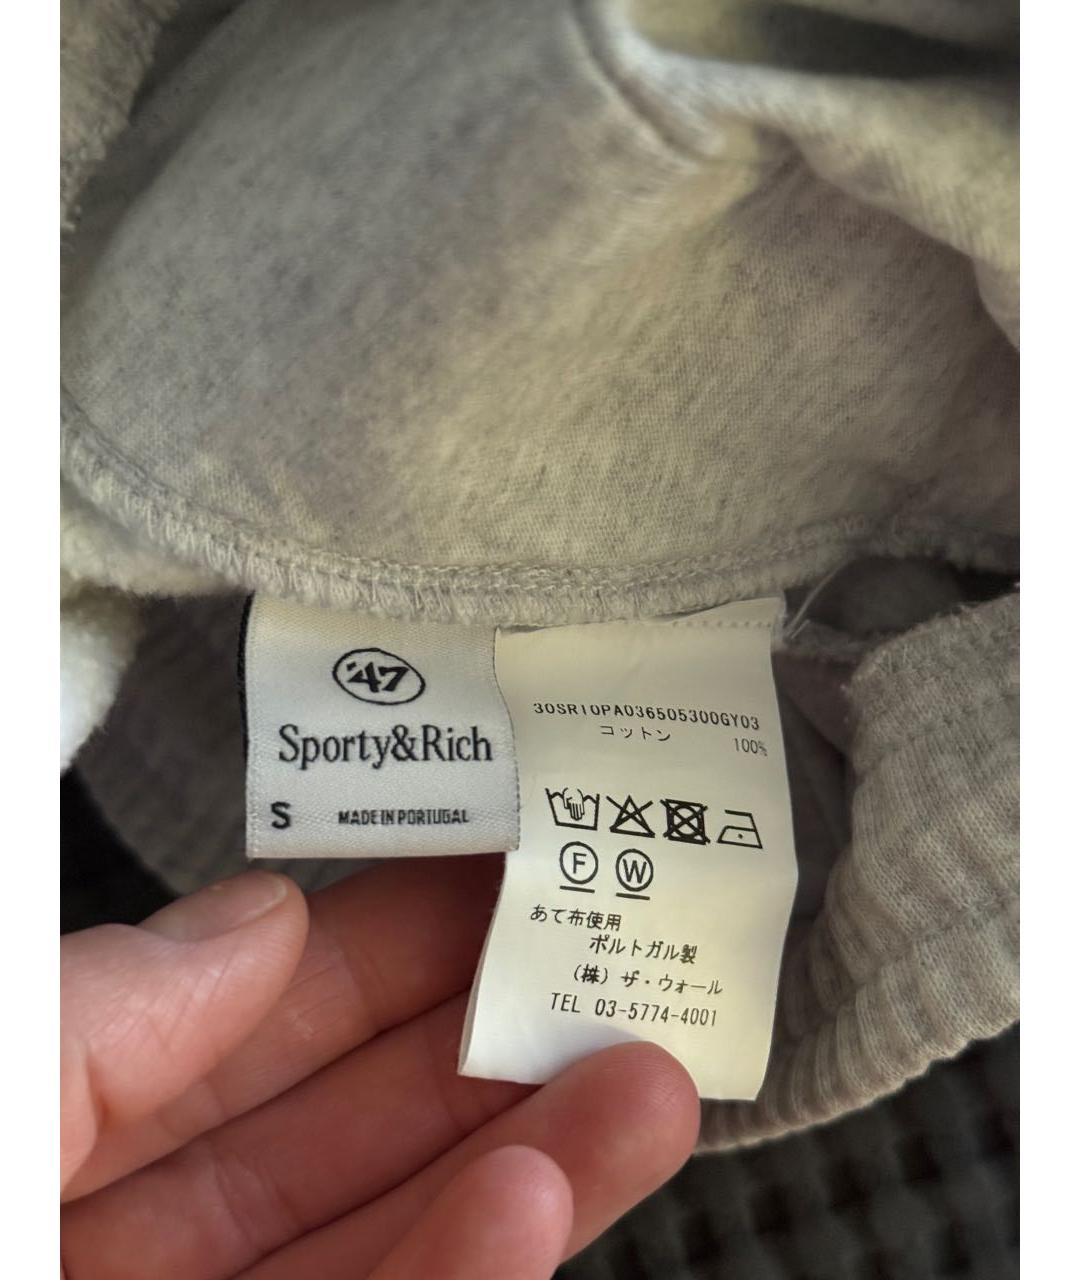 '47
Sporty&Rich
S MADE IN PORTUGAL
30SR10PA036505300GY03
コットン 100%
F W
あて布使用
ポルトガル製
(株) ザ・ウォール
TEL 03-5774-4001